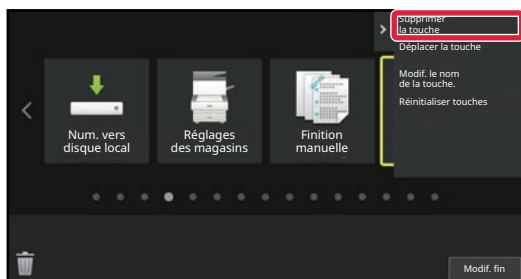 Supprimer
la touche
Déplacer la touche
Modif. le nom
de la touche.
Réinitialiser touches
Num. vers
disque local
Réglages
des magasins
Finition
manuelle
Modif. fin